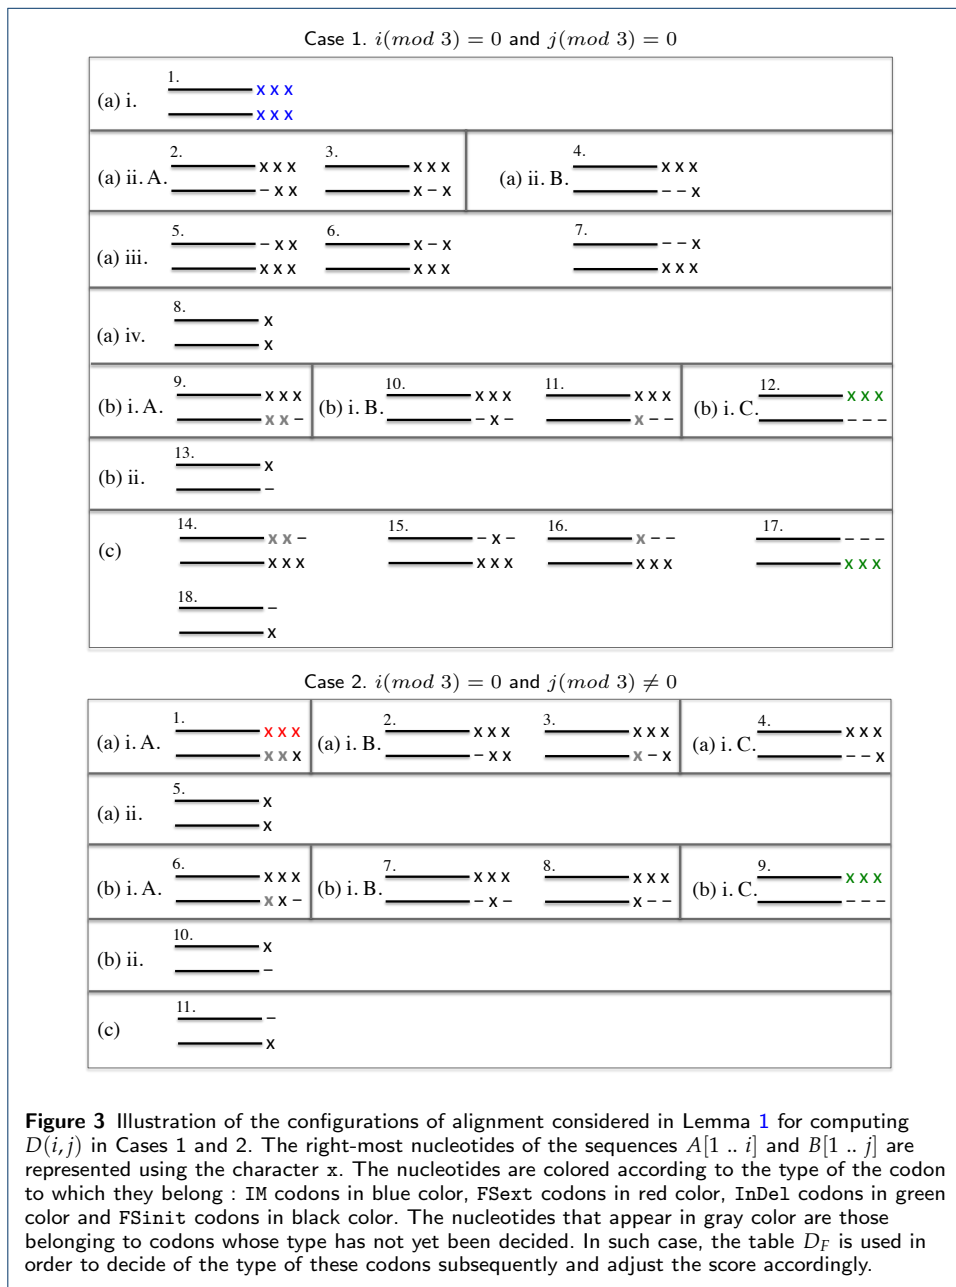 Case 1. i(mod 3) = 0 and j(mod 3) = 0
1.
(a) i. x x x
x x x
2. 3. 4.
(a) ii. A. x x x x x x (a) ii. B. x x x
– x x x – x – – x
5. 6. 7.
(a) iii. – x x x – x – – x
x x x x x x x x x
8.
(a) iv. x
x
9. 10. 11. 12.
(b) i. A. x x x (b) i. B. x x x x x x (b) i. C. x x x
x x – – x – x – – – – –
13.
(b) ii. x
–
14. 15. 16. 17.
(c) x x – – x – x – – – – –
x x x x x x x x x x x x
18.
–
x
Case 2. i(mod 3) = 0 and j(mod 3) ≠ 0
1. 2. 3. 4.
(a) i. A. x x x (a) i. B. x x x x x x (a) i. C. x x x
x x x – x x x – x – – x
5.
(a) ii. x
x
6. 7. 8. 9.
(b) i. A. x x x (b) i. B. x x x x x x (b) i. C. x x x
x x – – x – x – – – – –
10.
(b) ii. x
–
11.
(c) –
x
Figure 3 Illustration of the configurations of alignment considered in Lemma 1 for computing
D(i,j) in Cases 1 and 2. The right-most nucleotides of the sequences A[1 .. i] and B[1 .. j] are
represented using the character x. The nucleotides are colored according to the type of the codon
to which they belong : IM codons in blue color, FSext codons in red color, InDel codons in green
color and FSinit codons in black color. The nucleotides that appear in gray color are those
belonging to codons whose type has not yet been decided. In such case, the table D_F is used in
order to decide of the type of these codons subsequently and adjust the score accordingly.